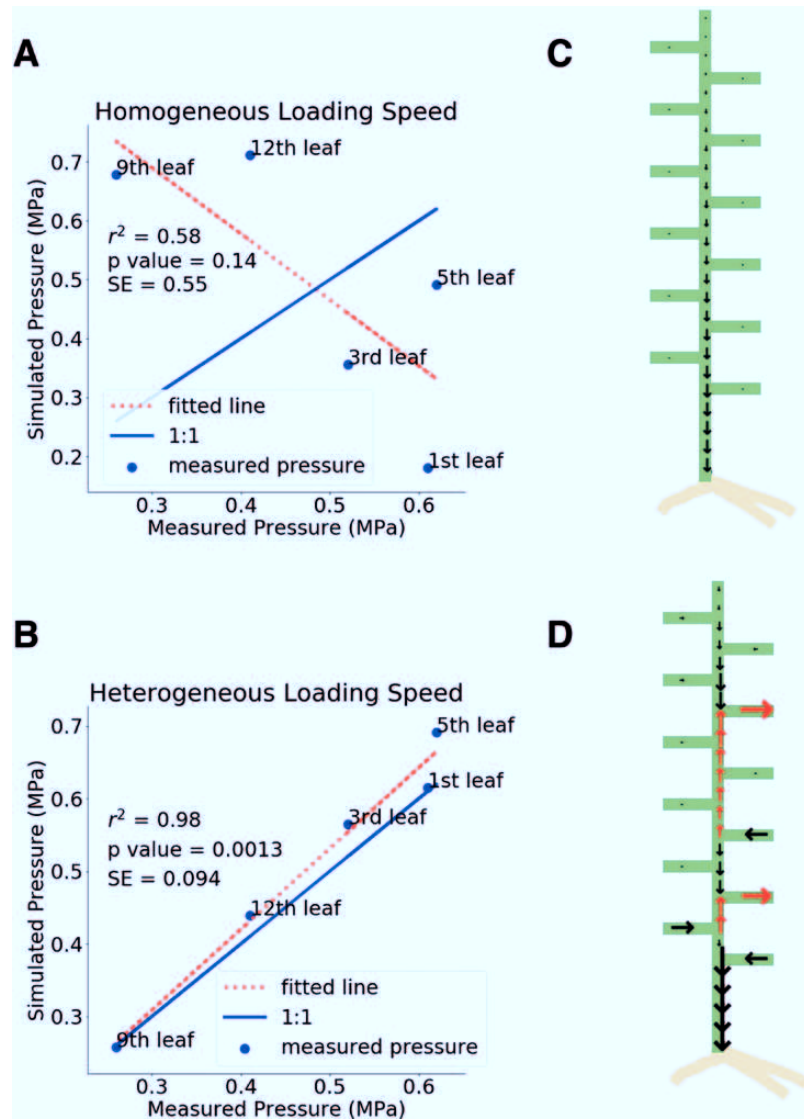 A
Homogeneous Loading Speed
12th leaf
0.7
9th leaf
r² = 0.58
p value = 0.14
SE = 0.55
0.6
0.5
5th leaf
0.4
3rd leaf
0.3
fitted line
1:1
measured pressure
0.2
1st leaf
0.3 0.4 0.5 0.6
Measured Pressure (MPa)
Simulated Pressure (MPa)
C
B
Heterogeneous Loading Speed
0.7
5th leaf
1st leaf
0.6
3rd leaf
r² = 0.98
p value = 0.0013
SE = 0.094
0.5
12th leaf
0.4
fitted line
1:1
measured pressure
0.3
9th leaf
0.3 0.4 0.5 0.6
Measured Pressure (MPa)
Simulated Pressure (MPa)
D